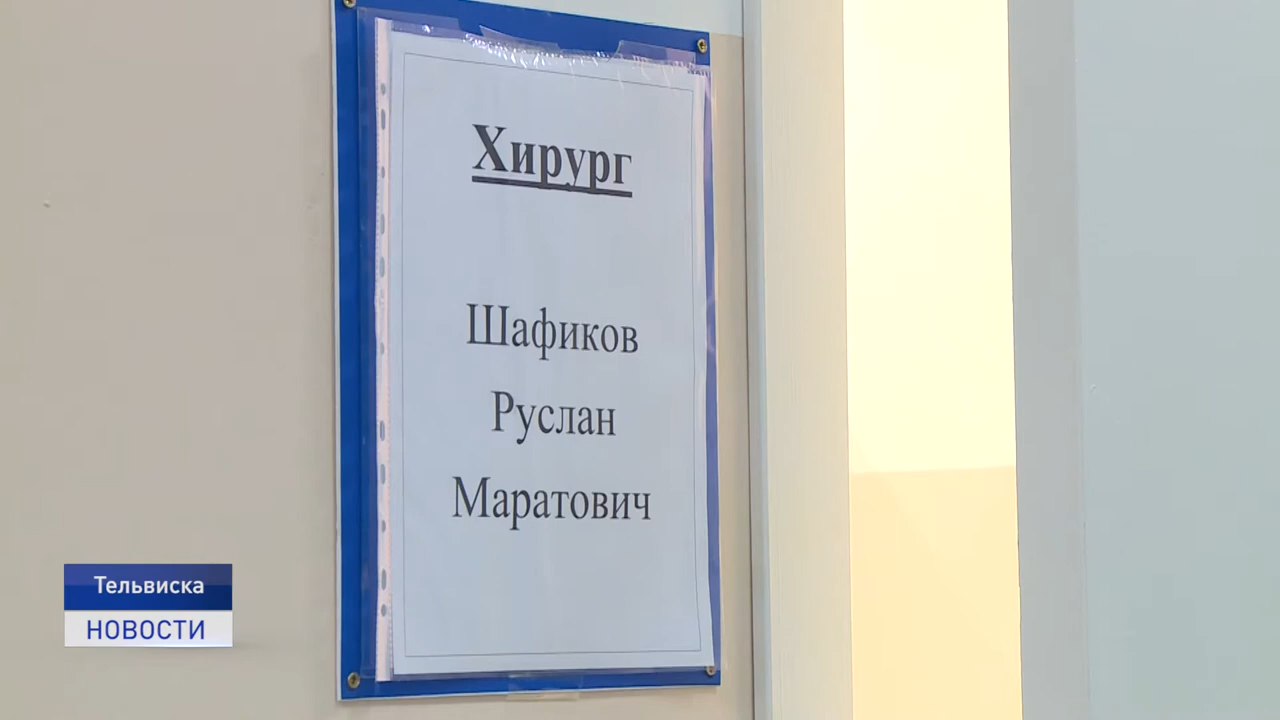 Хирург
Шафиков
Руслан
Маратович
Тельвиска
НОВОСТИ